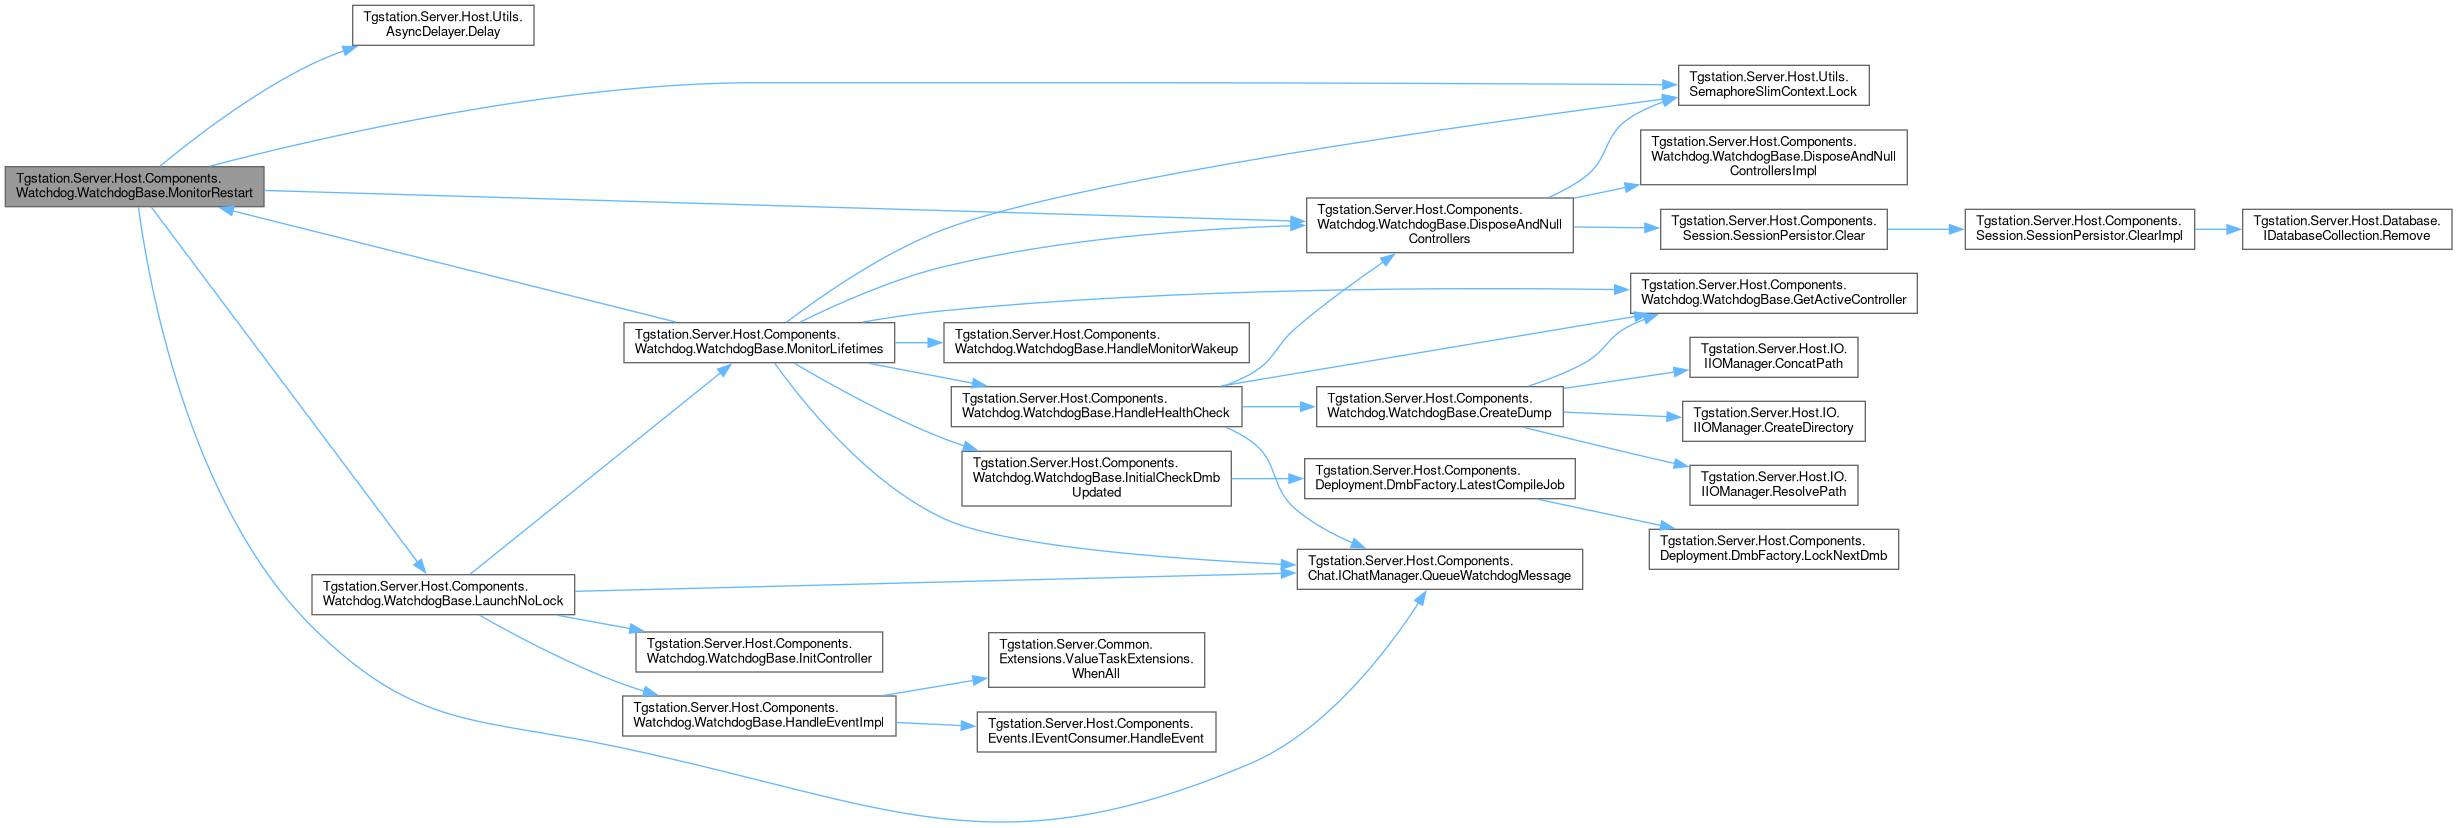 Tgstation.Server.Host.Utils.
AsyncDelayer.Delay
Tgstation.Server.Host.Utils.
SemaphoreSlimContext.Lock
Tgstation.Server.Host.Components.
Watchdog.WatchdogBase.DisposeAndNull
ControllersImpl
Tgstation.Server.Host.Components.
Watchdog.WatchdogBase.MonitorRestart
Tgstation.Server.Host.Components.
Watchdog.WatchdogBase.DisposeAndNull
Controllers
Tgstation.Server.Host.Components.
Session.SessionPersistor.Clear
Tgstation.Server.Host.Components.
Session.SessionPersistor.ClearImpl
Tgstation.Server.Host.Database.
IDatabaseCollection.Remove
Tgstation.Server.Host.Components.
Watchdog.WatchdogBase.GetActiveController
Tgstation.Server.Host.Components.
Watchdog.WatchdogBase.MonitorLifetimes
Tgstation.Server.Host.Components.
Watchdog.WatchdogBase.HandleMonitorWakeup
Tgstation.Server.Host.IO.
IIOManager.ConcatPath
Tgstation.Server.Host.Components.
Watchdog.WatchdogBase.HandleHealthCheck
Tgstation.Server.Host.Components.
Watchdog.WatchdogBase.CreateDump
Tgstation.Server.Host.IO.
IIOManager.CreateDirectory
Tgstation.Server.Host.Components.
Watchdog.WatchdogBase.InitialCheckDmb
Updated
Tgstation.Server.Host.Components.
Deployment.DmbFactory.LatestCompileJob
Tgstation.Server.Host.IO.
IIOManager.ResolvePath
Tgstation.Server.Host.Components.
Deployment.DmbFactory.LockNextDmb
Tgstation.Server.Host.Components.
Chat.IChatManager.QueueWatchdogMessage
Tgstation.Server.Host.Components.
Watchdog.WatchdogBase.LaunchNoLock
Tgstation.Server.Host.Components.
Watchdog.WatchdogBase.InitController
Tgstation.Server.Common.
Extensions.ValueTaskExtensions.
WhenAll
Tgstation.Server.Host.Components.
Watchdog.WatchdogBase.HandleEventImpl
Tgstation.Server.Host.Components.
Events.IEventConsumer.HandleEvent